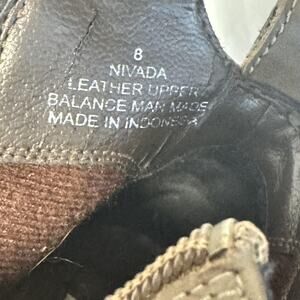 8
NIVADA
LEATHER UPPER
BALANCE MAN MADE
MADE IN INDONESIA